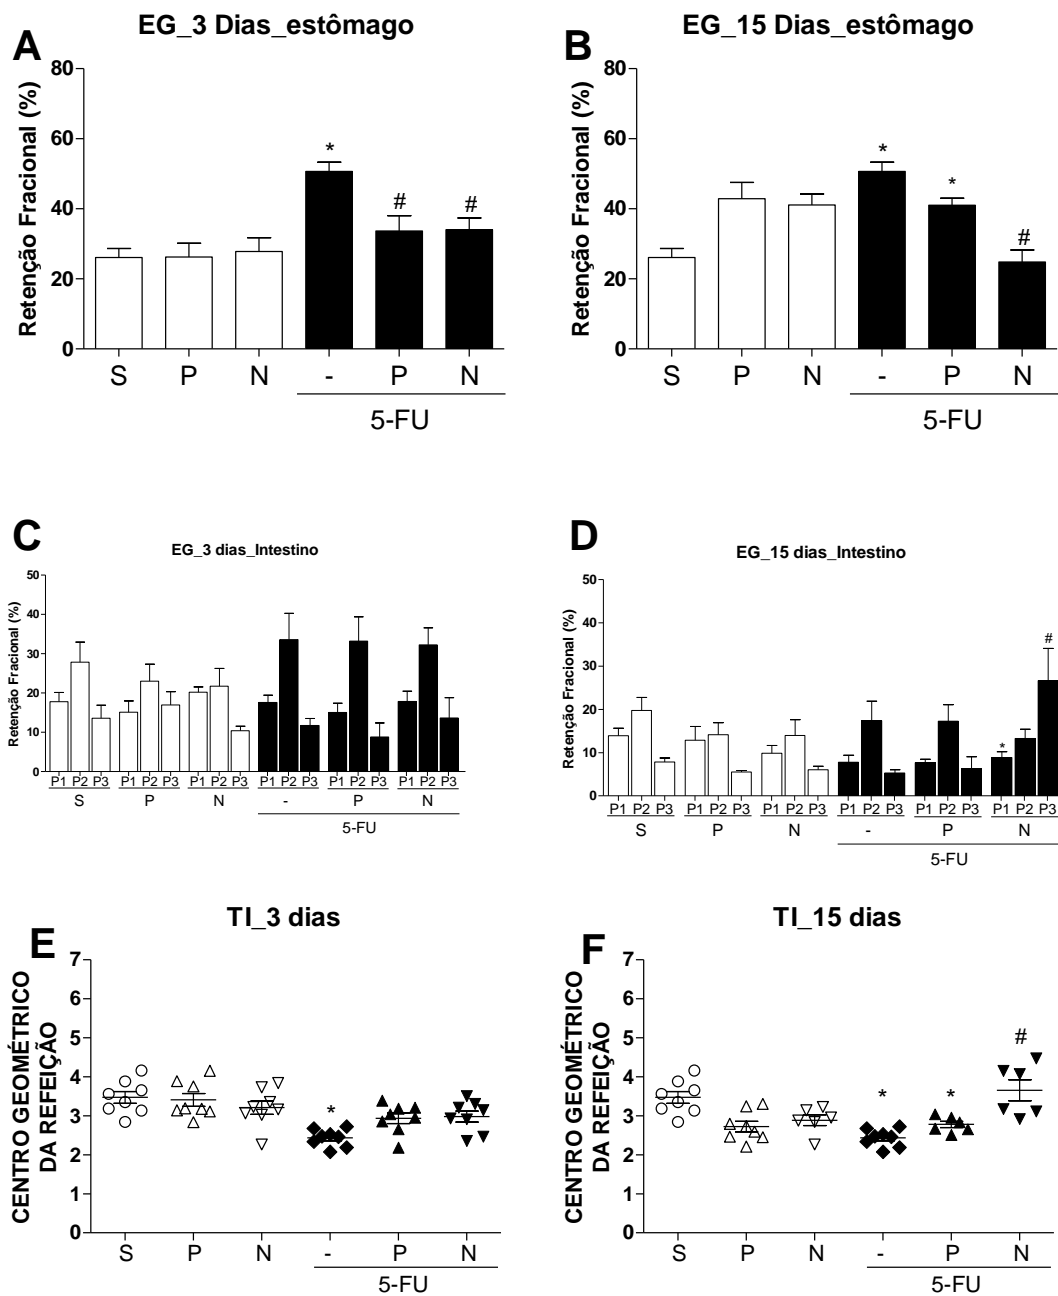 A
EG_3 Dias_estômago
Retenção Fracional (%)
80
60
40
20
0
*
#
#
S P N - P N
5-FU
B
EG_15 Dias_estômago
Retenção Fracional (%)
80
60
40
20
0
*
*
#
S P N - P N
5-FU
C
EG_3 dias_Intestino
Retenção Fracional (%)
50
40
30
20
10
0
P1 P2 P3 P1 P2 P3 P1 P2 P3 P1 P2 P3 P1 P2 P3 P1 P2 P3
S P N - P N
5-FU
D
EG_15 dias_Intestino
Retenção Fracional (%)
50
40
30
20
10
0
*
#
P1 P2 P3 P1 P2 P3 P1 P2 P3 P1 P2 P3 P1 P2 P3 P1 P2 P3
S P N - P N
5-FU
E
TI_3 dias
CENTRO GEOMÉTRICO
DA REFEIÇÃO
7
6
5
4
3
2
1
0
*
S P N - P N
5-FU
F
TI_15 dias
CENTRO GEOMÉTRICO
DA REFEIÇÃO
7
6
5
4
3
2
1
0
*
*
#
S P N - P N
5-FU